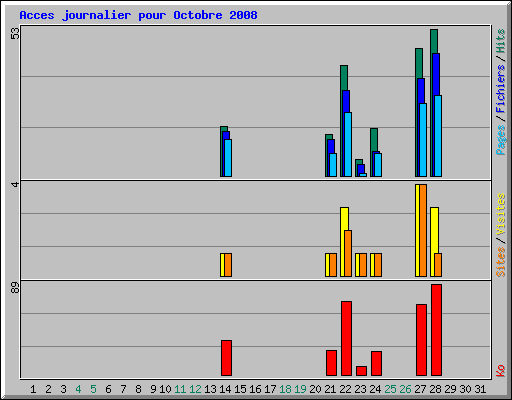 Acces journalier pour Octobre 2008
53
Pages/Fichiers/Hits
4
Sites/Visites
89
Ko
1 2 3 4 5 6 7 8 9 10 11 12 13 14 15 16 17 18 19 20 21 22 23 24 25 26 27 28 29 30 31